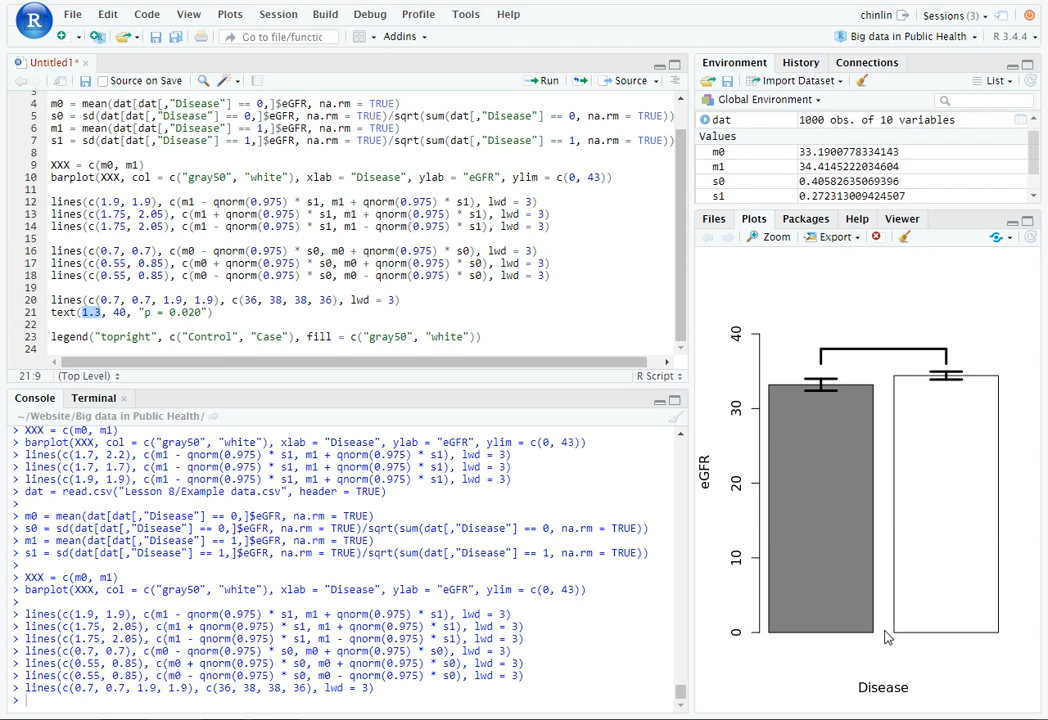 File Edit Code View Plots Session Build Debug Profile Tools Help
chinlin Sessions (3)
Go to file/functic Addins
Big data in Public Health R 3.4.4
Untitled1*
Source on Save Run Source
3
4 m0 = mean(dat[dat[,"Disease"] == 0,]$eGFR, na.rm = TRUE)
5 s0 = sd(dat[dat[,"Disease"] == 0,]$eGFR, na.rm = TRUE)/sqrt(sum(dat[,"Disease"] == 0, na.rm = TRUE))
6 m1 = mean(dat[dat[,"Disease"] == 1,]$eGFR, na.rm = TRUE)
7 s1 = sd(dat[dat[,"Disease"] == 1,]$eGFR, na.rm = TRUE)/sqrt(sum(dat[,"Disease"] == 1, na.rm = TRUE))
8
9 XXX = c(m0, m1)
10 barplot(XXX, col = c("gray50", "white"), xlab = "Disease", ylab = "eGFR", ylim = c(0, 43))
11
12 lines(c(1.9, 1.9), c(m1 - qnorm(0.975) * s1, m1 + qnorm(0.975) * s1), lwd = 3)
13 lines(c(1.75, 2.05), c(m1 + qnorm(0.975) * s1, m1 + qnorm(0.975) * s1), lwd = 3)
14 lines(c(1.75, 2.05), c(m1 - qnorm(0.975) * s1, m1 - qnorm(0.975) * s1), lwd = 3)
15
16 lines(c(0.7, 0.7), c(m0 - qnorm(0.975) * s0, m0 + qnorm(0.975) * s0), lwd = 3)
17 lines(c(0.55, 0.85), c(m0 + qnorm(0.975) * s0, m0 + qnorm(0.975) * s0), lwd = 3)
18 lines(c(0.55, 0.85), c(m0 - qnorm(0.975) * s0, m0 - qnorm(0.975) * s0), lwd = 3)
19
20 lines(c(0.7, 0.7, 1.9, 1.9), c(36, 38, 38, 36), lwd = 3)
21 text(1.3, 40, "p = 0.020")
22
23 legend("topright", c("Control", "Case"), fill = c("gray50", "white"))
24
21:9 (Top Level) R Script
Console Terminal
~/Website/Big data in Public Health/
> XXX = c(m0, m1)
> barplot(XXX, col = c("gray50", "white"), xlab = "Disease", ylab = "eGFR", ylim = c(0, 43))
> lines(c(1.7, 2.2), c(m1 - qnorm(0.975) * s1, m1 + qnorm(0.975) * s1), lwd = 3)
> lines(c(1.7, 1.7), c(m1 - qnorm(0.975) * s1, m1 + qnorm(0.975) * s1), lwd = 3)
> lines(c(1.9, 1.9), c(m1 - qnorm(0.975) * s1, m1 + qnorm(0.975) * s1), lwd = 3)
> dat = read.csv("Lesson 8/Example data.csv", header = TRUE)
>
> m0 = mean(dat[dat[,"Disease"] == 0,]$eGFR, na.rm = TRUE)
> s0 = sd(dat[dat[,"Disease"] == 0,]$eGFR, na.rm = TRUE)/sqrt(sum(dat[,"Disease"] == 0, na.rm = TRUE))
> m1 = mean(dat[dat[,"Disease"] == 1,]$eGFR, na.rm = TRUE)
> s1 = sd(dat[dat[,"Disease"] == 1,]$eGFR, na.rm = TRUE)/sqrt(sum(dat[,"Disease"] == 1, na.rm = TRUE))
>
> XXX = c(m0, m1)
> barplot(XXX, col = c("gray50", "white"), xlab = "Disease", ylab = "eGFR", ylim = c(0, 43))
>
> lines(c(1.9, 1.9), c(m1 - qnorm(0.975) * s1, m1 + qnorm(0.975) * s1), lwd = 3)
> lines(c(1.75, 2.05), c(m1 + qnorm(0.975) * s1, m1 + qnorm(0.975) * s1), lwd = 3)
> lines(c(1.75, 2.05), c(m1 - qnorm(0.975) * s1, m1 - qnorm(0.975) * s1), lwd = 3)
> lines(c(0.7, 0.7), c(m0 - qnorm(0.975) * s0, m0 + qnorm(0.975) * s0), lwd = 3)
> lines(c(0.55, 0.85), c(m0 + qnorm(0.975) * s0, m0 + qnorm(0.975) * s0), lwd = 3)
> lines(c(0.55, 0.85), c(m0 - qnorm(0.975) * s0, m0 - qnorm(0.975) * s0), lwd = 3)
> lines(c(0.7, 0.7, 1.9, 1.9), c(36, 38, 38, 36), lwd = 3)
>
Environment History Connections
Import Dataset List
Global Environment
dat 1000 obs. of 10 variables
Values
m0 33.1900778334143
m1 34.4145222034604
s0 0.40582635069396
s1 0.272313009424507
Files Plots Packages Help Viewer
Zoom Export
40
30
20
10
0
eGFR
Disease